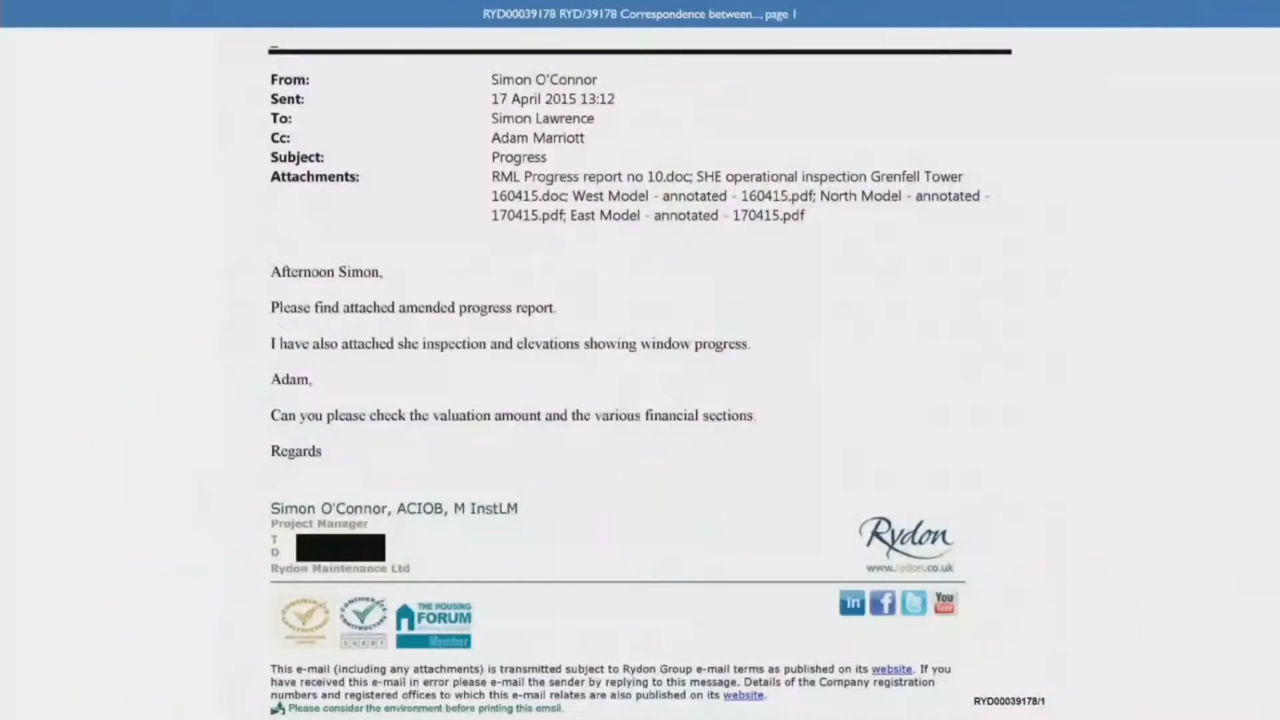 RYD00039178 RYD/39178 Correspondence between..., page 1
From: Simon O'Connor
Sent: 17 April 2015 13:12
To: Simon Lawrence
Cc: Adam Marriott
Subject: Progress
Attachments: RML Progress report no 10.doc; SHE operational inspection Grenfell Tower
160415.doc; West Model - annotated - 160415.pdf; North Model - annotated -
170415.pdf; East Model - annotated - 170415.pdf
Afternoon Simon,
Please find attached amended progress report.
I have also attached she inspection and elevations showing window progress.
Adam,
Can you please check the valuation amount and the various financial sections.
Regards
Simon O'Connor, ACIOB, M InstLM
Project Manager
T
D
Rydon Maintenance Ltd
Rydon
www.rydon.co.uk
THE HOUSING
FORUM
Member
in f t You
This e-mail (including any attachments) is transmitted subject to Rydon Group e-mail terms as published on its website. If you
have received this e-mail in error please e-mail the sender by replying to this message. Details of the Company registration
numbers and registered offices to which this e-mail relates are also published on its website.
Please consider the environment before printing this email.
RYD00039178/1